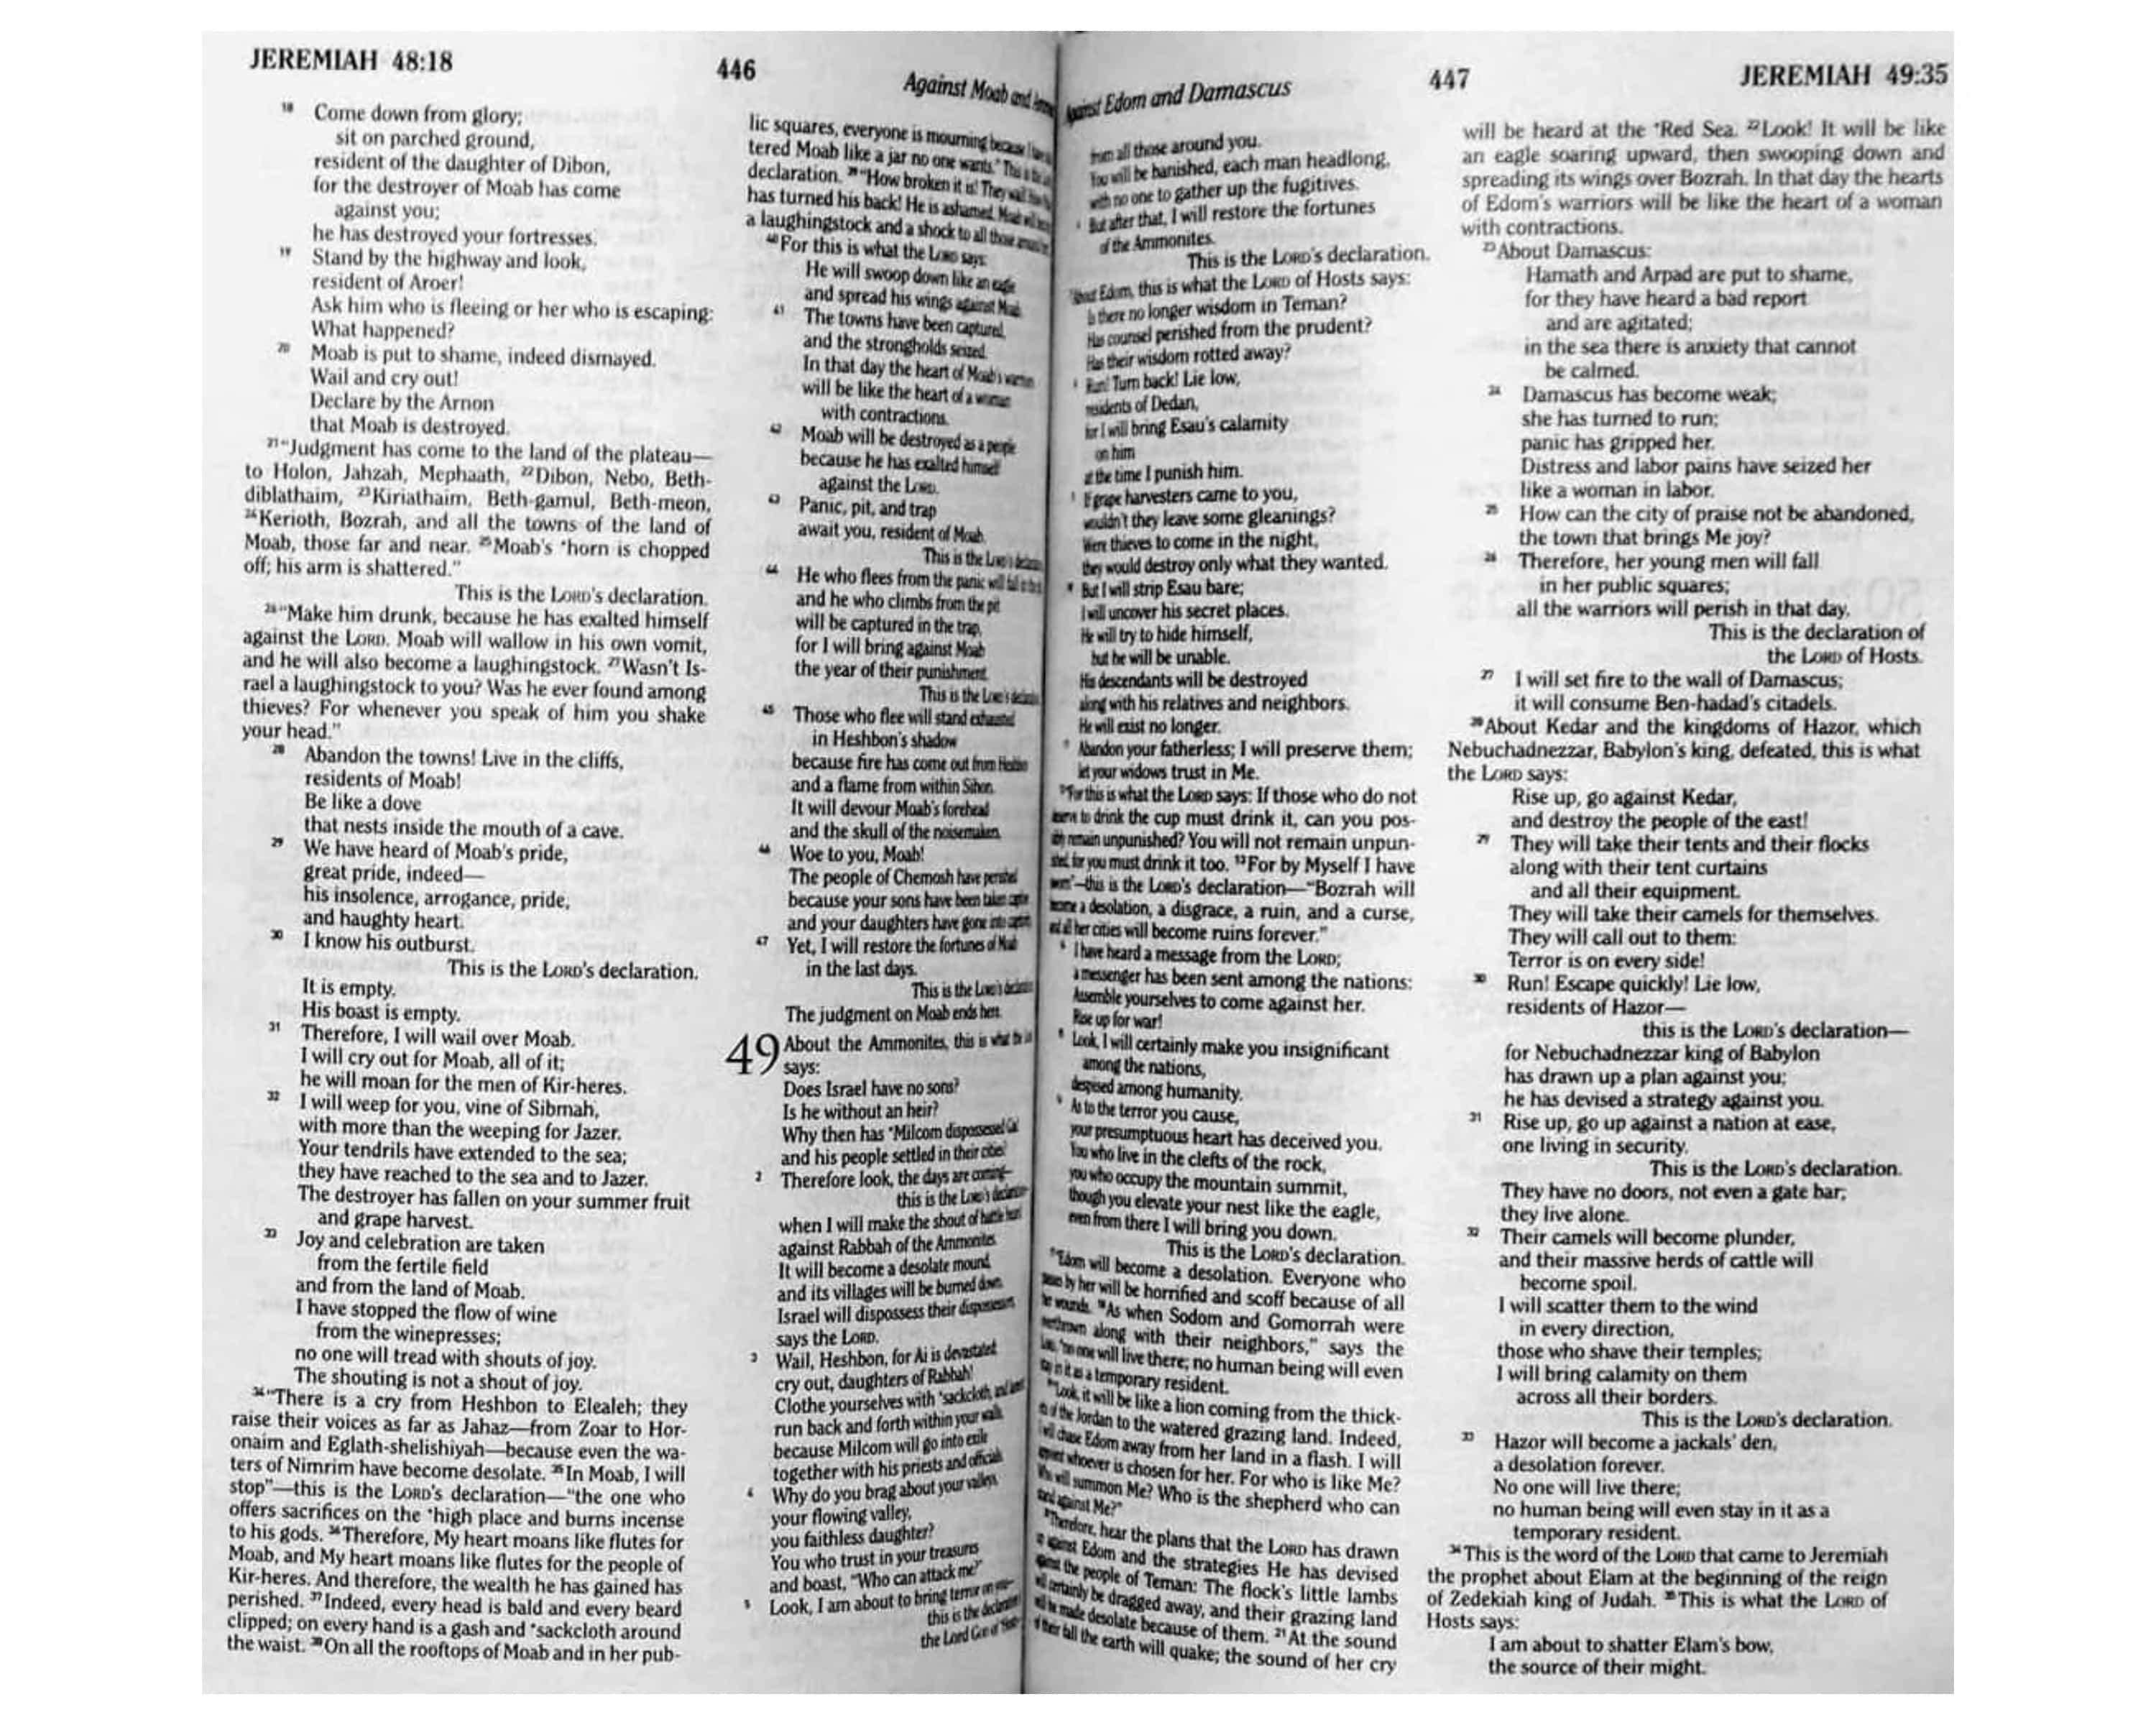 JEREMIAH 48:18
446
Against Moab and
18 Come down from glory;
sit on parched ground,
resident of the daughter of Dibon,
for the destroyer of Moab has come
against you;
he has destroyed your fortresses.
19 Stand by the highway and look,
resident of Aroer!
Ask him who is fleeing or her who is escaping:
What happened?
20 Moab is put to shame, indeed dismayed.
Wail and cry out!
Declare by the Arnon
that Moab is destroyed.
21"Judgment has come to the land of the plateau—
to Holon, Jahzah, Mephaath, 22Dibon, Nebo, Beth-
diblathaim, 23Kiriathaim, Beth-gamul, Beth-meon,
24Kerioth, Bozrah, and all the towns of the land of
Moab, those far and near. 25Moab's *horn is chopped
off; his arm is shattered."
This is the LORD's declaration.
26"Make him drunk, because he has exalted himself
against the LORD. Moab will wallow in his own vomit,
and he will also become a laughingstock. 27Wasn't Is-
rael a laughingstock to you? Was he ever found among
thieves? For whenever you speak of him you shake
your head."
28 Abandon the towns! Live in the cliffs,
residents of Moab!
Be like a dove
that nests inside the mouth of a cave.
29 We have heard of Moab's pride,
great pride, indeed—
his insolence, arrogance, pride,
and haughty heart.
30 I know his outburst.
This is the LORD's declaration.
It is empty.
His boast is empty.
31 Therefore, I will wail over Moab.
I will cry out for Moab, all of it;
he will moan for the men of Kir-heres.
32 I will weep for you, vine of Sibmah,
with more than the weeping for Jazer.
Your tendrils have extended to the sea;
they have reached to the sea and to Jazer.
The destroyer has fallen on your summer fruit
and grape harvest.
33 Joy and celebration are taken
from the fertile field
and from the land of Moab.
I have stopped the flow of wine
from the winepresses;
no one will tread with shouts of joy.
The shouting is not a shout of joy.
34"There is a cry from Heshbon to Elealeh; they
raise their voices as far as Jahaz—from Zoar to Hor-
onaim and Eglath-shelishiyah—because even the wa-
ters of Nimrim have become desolate. 35In Moab, I will
stop"—this is the LORD's declaration—"the one who
offers sacrifices on the *high place and burns incense
to his gods. 36Therefore, My heart moans like flutes for
Moab, and My heart moans like flutes for the people of
Kir-heres. And therefore, the wealth he has gained has
perished. 37Indeed, every head is bald and every beard
clipped; on every hand is a gash and *sackcloth around
the waist. 38On all the rooftops of Moab and in her pub-
lic squares, everyone is mourning because I
tered Moab like a jar no one wants." This is the
declaration. 39"How broken it is! They wail
has turned his back! He is ashamed. Moab will
a laughingstock and a shock to all those
40For this is what the LORD says:
He will swoop down like an eagle
and spread his wings against Moab.
41 The towns have been captured,
and the strongholds seized.
In that day the heart of Moab's warriors
will be like the heart of a woman
with contractions.
42 Moab will be destroyed as a people
because he has exalted himself
against the LORD.
43 Panic, pit, and trap
await you, resident of Moab.
This is the LORD's declaration.
44 He who flees from the panic will fall in the
and he who climbs from the pit
will be captured in the trap,
for I will bring against Moab
the year of their punishment.
This is the LORD's declaration.
45 Those who flee will stand exhausted
in Heshbon's shadow
because fire has come out from Heshbon
and a flame from within Sihon.
It will devour Moab's forehead
and the skull of the noisemakers.
46 Woe to you, Moab!
The people of Chemosh have perished
because your sons have been taken captive
and your daughters have gone into captivity.
47 Yet, I will restore the fortunes of Moab
in the last days.
This is the LORD's declaration.
The judgment on Moab ends here.
49 About the Ammonites, this is what the
says:
Does Israel have no sons?
Is he without an heir?
Why then has *Milcom dispossessed Gad
and his people settled in their cities?
2 Therefore look, the days are coming—
this is the LORD's declaration—
when I will make the shout of battle heard
against Rabbah of the Ammonites.
It will become a desolate mound,
and its villages will be burned down.
Israel will dispossess their dispossessors,
says the LORD.
3 Wail, Heshbon, for Ai is devastated;
cry out, daughters of Rabbah!
Clothe yourselves with *sackcloth, and lament;
run back and forth within your walls,
because Milcom will go into exile
together with his priests and officials.
4 Why do you brag about your valleys,
your flowing valley,
you faithless daughter?
You who trust in your treasures
and boast, "Who can attack me?"
5 Look, I am about to bring terror on you—
this is the declaration
the Lord GOD of Hosts—
Against Edom and Damascus
447
JEREMIAH 49:35
from all those around you.
You will be banished, each man headlong,
with no one to gather up the fugitives.
6 But after that, I will restore the fortunes
of the Ammonites.
This is the LORD's declaration.
7About Edom, this is what the LORD of Hosts says:
Is there no longer wisdom in Teman?
Has counsel perished from the prudent?
Has their wisdom rotted away?
8 Run! Turn back! Lie low,
residents of Dedan,
for I will bring Esau's calamity
on him
at the time I punish him.
9 If grape harvesters came to you,
wouldn't they leave some gleanings?
Were thieves to come in the night,
they would destroy only what they wanted.
10 But I will strip Esau bare;
I will uncover his secret places.
He will try to hide himself,
but he will be unable.
His descendants will be destroyed
along with his relatives and neighbors.
He will exist no longer.
11 Abandon your fatherless; I will preserve them;
let your widows trust in Me.
12For this is what the LORD says: If those who do not
deserve to drink the cup must drink it, can you pos-
sibly remain unpunished? You will not remain unpun-
ished, for you must drink it too. 13For by Myself I have
sworn"—this is the LORD's declaration—"Bozrah will
become a desolation, a disgrace, a ruin, and a curse,
and all her cities will become ruins forever."
14 I have heard a message from the LORD;
a messenger has been sent among the nations:
Assemble yourselves to come against her.
Rise up for war!
15 Look, I will certainly make you insignificant
among the nations,
despised among humanity.
16 As to the terror you cause,
your presumptuous heart has deceived you.
You who live in the clefts of the rock,
you who occupy the mountain summit,
though you elevate your nest like the eagle,
even from there I will bring you down.
This is the LORD's declaration.
17"Edom will become a desolation. Everyone who
passes by her will be horrified and scoff because of all
her wounds. 18As when Sodom and Gomorrah were
overthrown along with their neighbors," says the
LORD, "no one will live there; no human being will even
stay in it as a temporary resident.
19"Look, it will be like a lion coming from the thick-
of the Jordan to the watered grazing land. Indeed,
I will chase Edom away from her land in a flash. I will
appoint whoever is chosen for her. For who is like Me?
Who will summon Me? Who is the shepherd who can
stand against Me?"
20Therefore, hear the plans that the LORD has drawn
up against Edom and the strategies He has devised
against the people of Teman: The flock's little lambs
will certainly be dragged away, and their grazing land
will be made desolate because of them. 21At the sound
of their fall the earth will quake; the sound of her cry
will be heard at the *Red Sea. 22Look! It will be like
an eagle soaring upward, then swooping down and
spreading its wings over Bozrah. In that day the hearts
of Edom's warriors will be like the heart of a woman
with contractions.
23About Damascus:
Hamath and Arpad are put to shame,
for they have heard a bad report
and are agitated;
in the sea there is anxiety that cannot
be calmed.
24 Damascus has become weak;
she has turned to run;
panic has gripped her.
Distress and labor pains have seized her
like a woman in labor.
25 How can the city of praise not be abandoned,
the town that brings Me joy?
26 Therefore, her young men will fall
in her public squares;
all the warriors will perish in that day.
This is the declaration of
the LORD of Hosts.
27 I will set fire to the wall of Damascus;
it will consume Ben-hadad's citadels.
28About Kedar and the kingdoms of Hazor, which
Nebuchadnezzar, Babylon's king, defeated, this is what
the LORD says:
Rise up, go against Kedar,
and destroy the people of the east!
29 They will take their tents and their flocks
along with their tent curtains
and all their equipment.
They will take their camels for themselves.
They will call out to them:
Terror is on every side!
30 Run! Escape quickly! Lie low,
residents of Hazor—
this is the LORD's declaration—
for Nebuchadnezzar king of Babylon
has drawn up a plan against you;
he has devised a strategy against you.
31 Rise up, go up against a nation at ease,
one living in security.
This is the LORD's declaration.
They have no doors, not even a gate bar;
they live alone.
32 Their camels will become plunder,
and their massive herds of cattle will
become spoil.
I will scatter them to the wind
in every direction,
those who shave their temples;
I will bring calamity on them
across all their borders.
This is the LORD's declaration.
33 Hazor will become a jackals' den,
a desolation forever.
No one will live there;
no human being will even stay in it as a
temporary resident.
34This is the word of the LORD that came to Jeremiah
the prophet about Elam at the beginning of the reign
of Zedekiah king of Judah. 35This is what the LORD of
Hosts says:
I am about to shatter Elam's bow,
the source of their might.